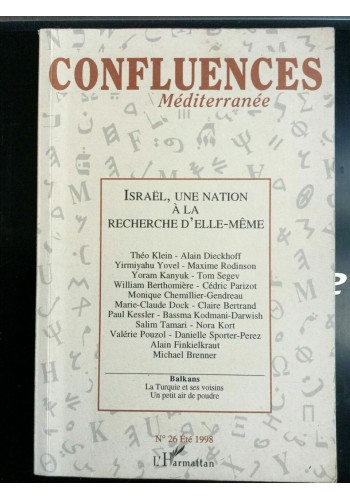 CONFLUENCES
Méditerranée
ISRAËL, UNE NATION
À LA
RECHERCHE D'ELLE-MÊME
Théo Klein - Alain Dieckhoff
Yirmiyahu Yovel - Maxime Rodinson
Yoram Kanyuk - Tom Segev
William Berthomière - Cédric Parizot
Monique Chemillier-Gendreau
Marie-Claude Dock - Claire Bertrand
Paul Kessler - Bassma Kodmani-Darwish
Salim Tamari - Nora Kort
Valérie Pouzol - Danielle Sporter-Perez
Alain Finkielkraut
Michael Brenner
Balkans
La Turquie et ses voisins
Un petit air de poudre
N° 26 Été 1998
L'Harmattan